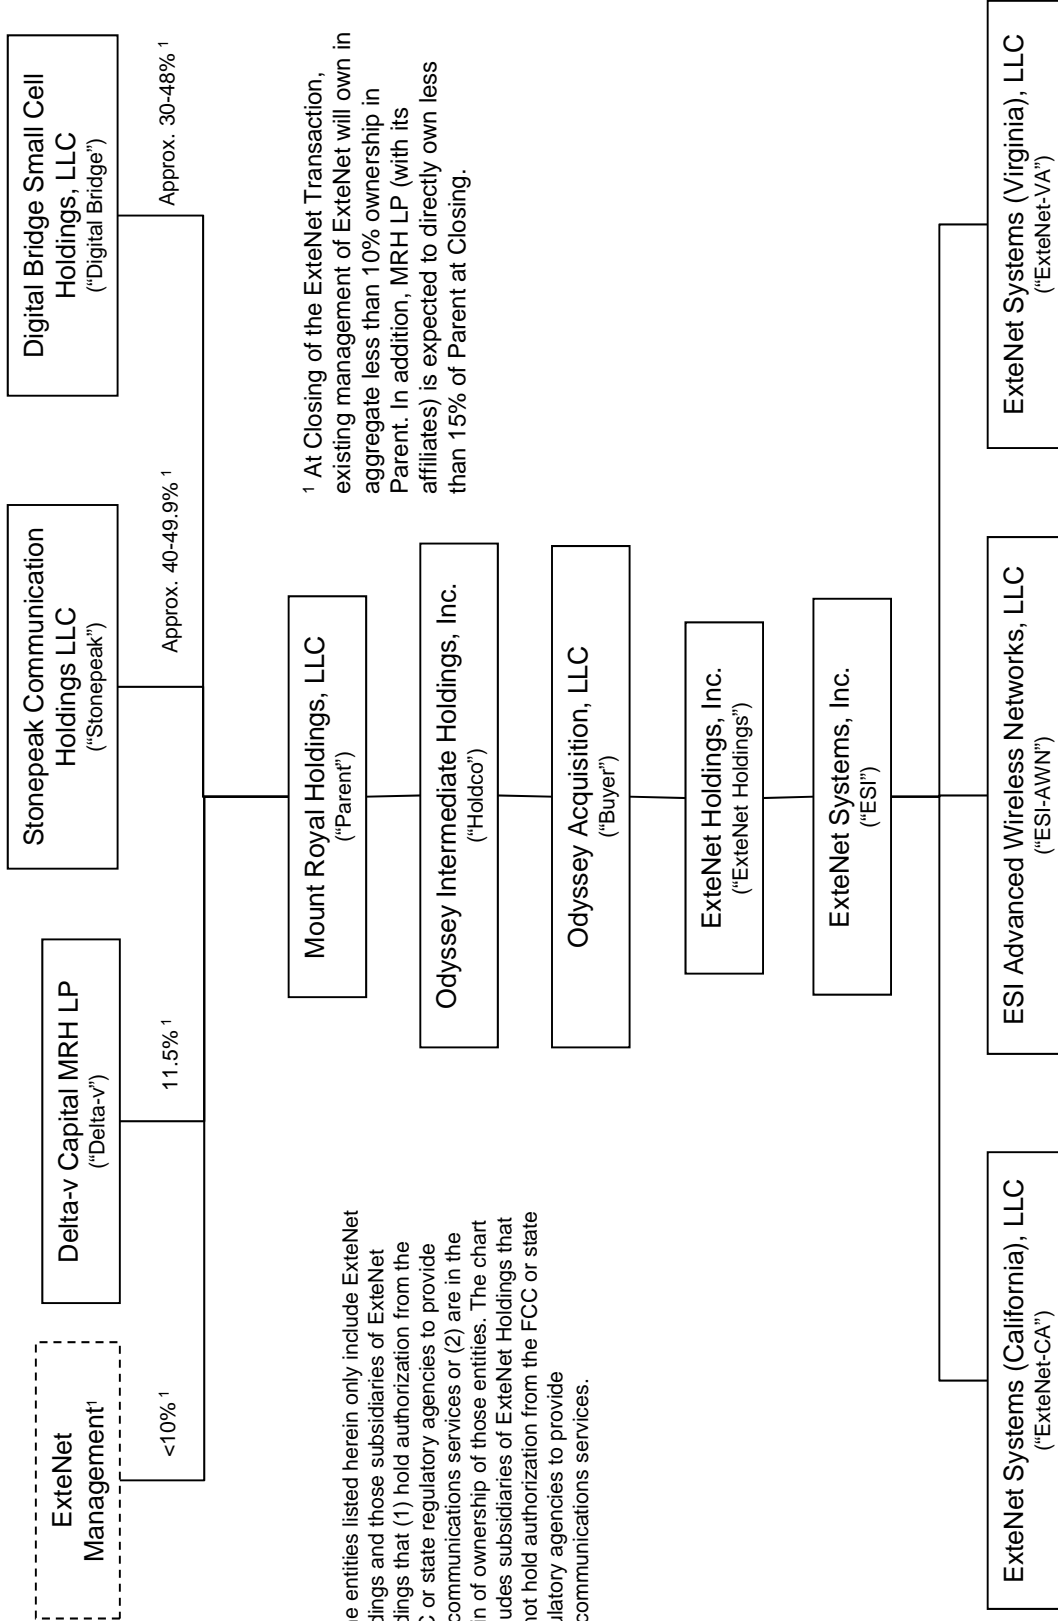 ExteNet
Management¹
<10% ¹
Delta-v Capital MRH LP
(“Delta-v”)
11.5% ¹
Stonepeak Communication
Holdings LLC
(“Stonepeak”)
Approx. 40-49.9% ¹
Digital Bridge Small Cell
Holdings, LLC
(“Digital Bridge”)
Approx. 30-48% ¹
Mount Royal Holdings, LLC
(“Parent”)
Odyssey Intermediate Holdings, Inc.
(“Holdco”)
Odyssey Acquisition, LLC
(“Buyer”)
ExteNet Holdings, Inc.
(“ExteNet Holdings”)
ExteNet Systems, Inc.
(“ESI”)
¹ At Closing of the ExteNet Transaction,
existing management of ExteNet will own in
aggregate less than 10% ownership in
Parent. In addition, MRH LP (with its
affiliates) is expected to directly own less
than 15% of Parent at Closing.
e entities listed herein only include ExteNet
dings and those subsidiaries of ExteNet
dings that (1) hold authorization from the
C or state regulatory agencies to provide
communications services or (2) are in the
in of ownership of those entities. The chart
udes subsidiaries of ExteNet Holdings that
not hold authorization from the FCC or state
ulatory agencies to provide
communications services.
ExteNet Systems (California), LLC
(“ExteNet-CA”)
ESI Advanced Wireless Networks, LLC
(“ESI-AWN”)
ExteNet Systems (Virginia), LLC
(“ExteNet-VA”)